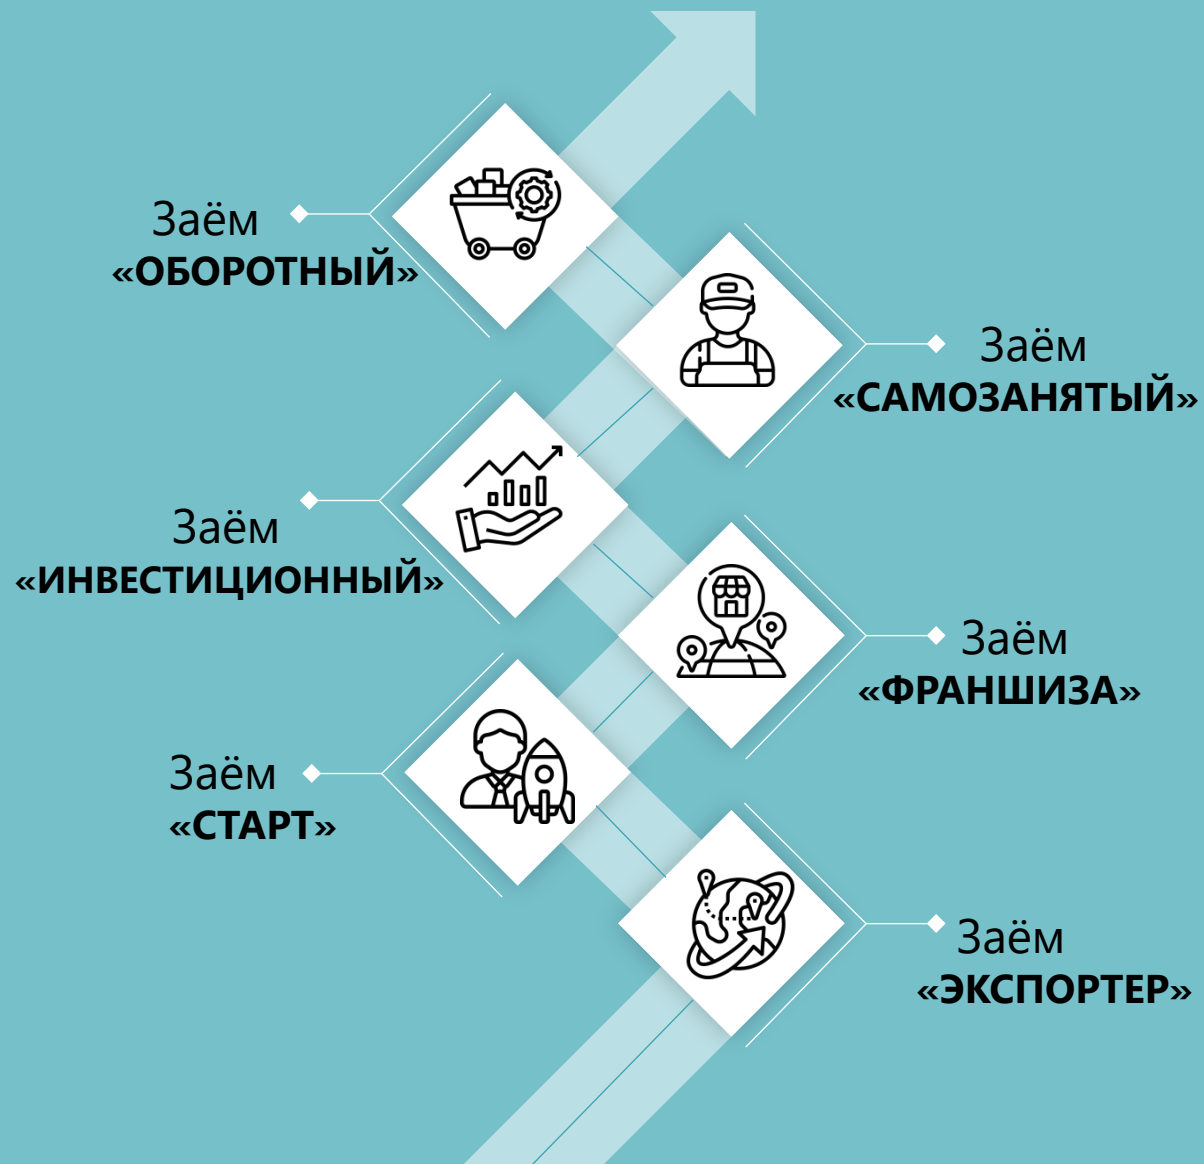 Заём
«ОБОРОТНЫЙ»
Заём
«САМОЗАНЯТЫЙ»
Заём
«ИНВЕСТИЦИОННЫЙ»
Заём
«ФРАНШИЗА»
Заём
«СТАРТ»
Заём
«ЭКСПОРТЕР»